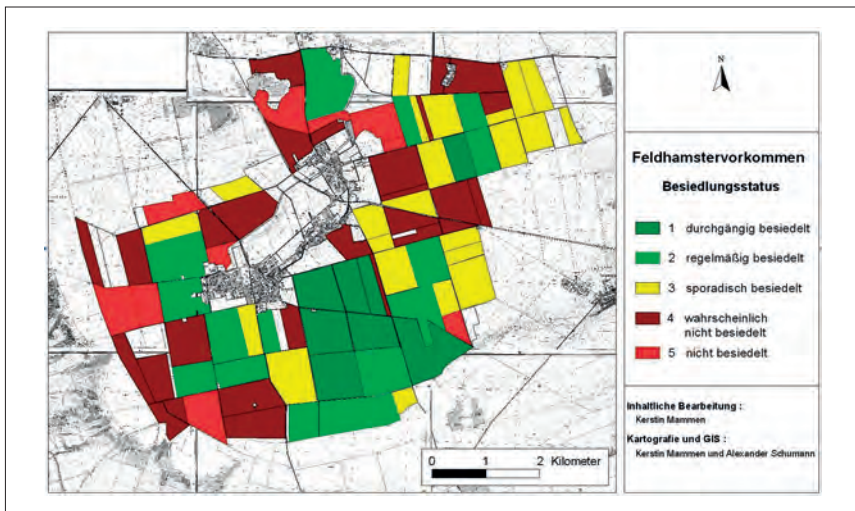 N
Feldhamstervorkommen
Besiedlungsstatus
1 durchgängig besiedelt
2 regelmäßig besiedelt
3 sporadisch besiedelt
4 wahrscheinlich
nicht besiedelt
5 nicht besiedelt
Inhaltliche Bearbeitung :
Kerstin Mammen
Kartografie und GIS :
Kerstin Mammen und Alexander Schumann
0 1 2 Kilometer